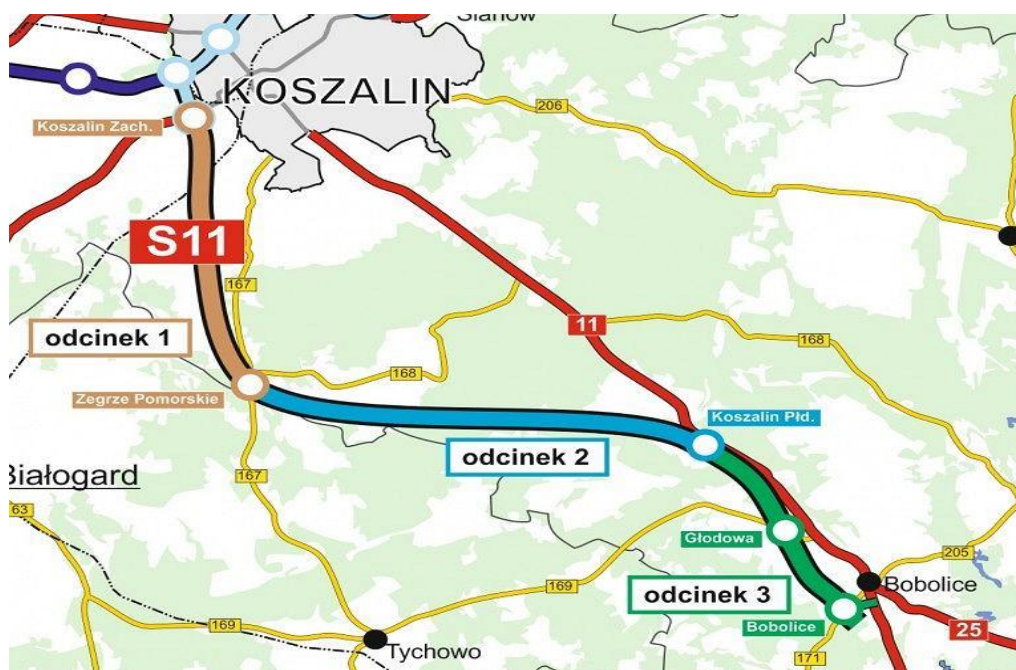 Sianów
KOSZALIN
206
Koszalin Zach.
S11
167
11
odcinek 1
168
168
Zegrze Pomorskie
Koszalin Płd.
odcinek 2
Białogard
167
63
Głodowa
205
169
odcinek 3
Bobolice
Bobolice
169
25
Tychowo
171